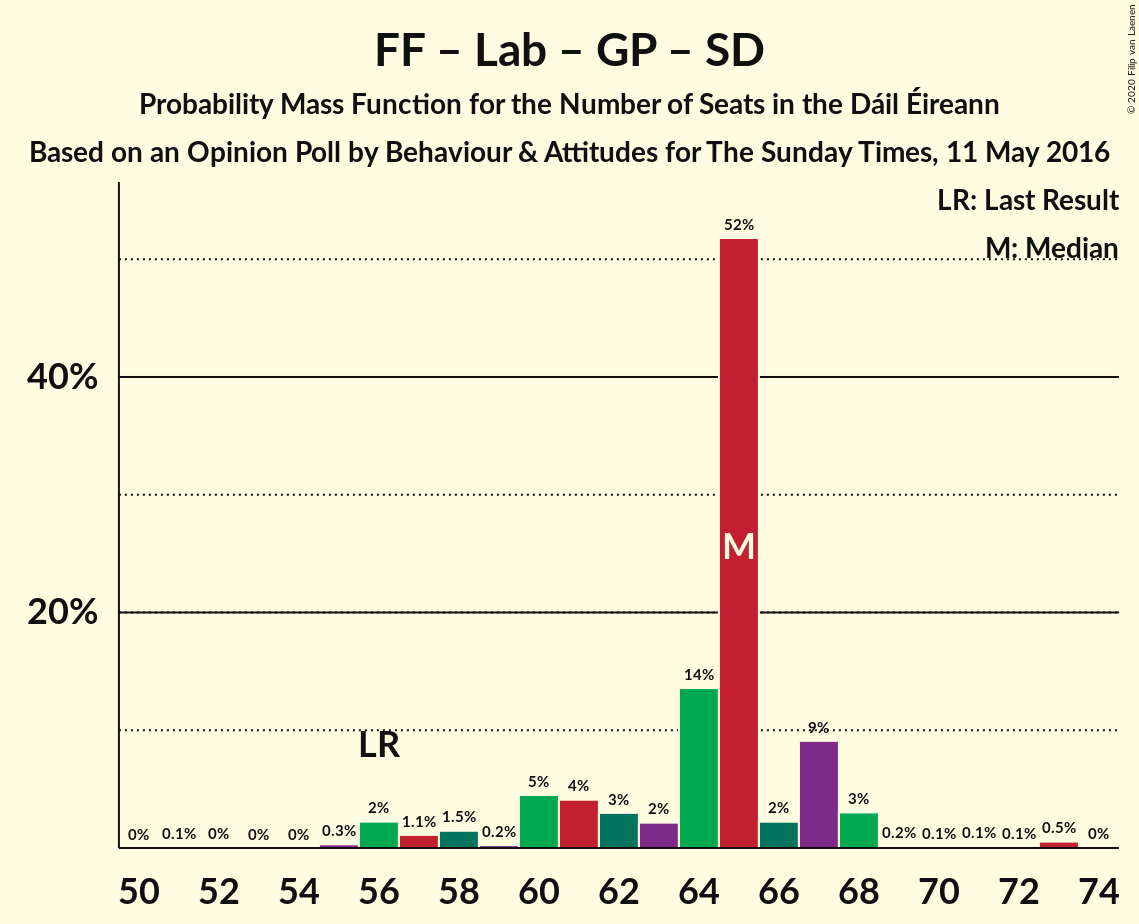 FF – Lab – GP – SD
Probability Mass Function for the Number of Seats in the Dáil Éireann
Based on an Opinion Poll by Behaviour & Attitudes for The Sunday Times, 11 May 2016
© 2020 Filip van Laenen
LR: Last Result
M: Median
52%
40%
M
20%
14%
LR
9%
0% 0.1% 0% 0% 0% 0.3% 2% 1.1% 1.5% 0.2% 5% 4% 3% 2% 2% 3% 0.2% 0.1% 0.1% 0.1% 0.5% 0%
50 52 54 56 58 60 62 64 66 68 70 72 74